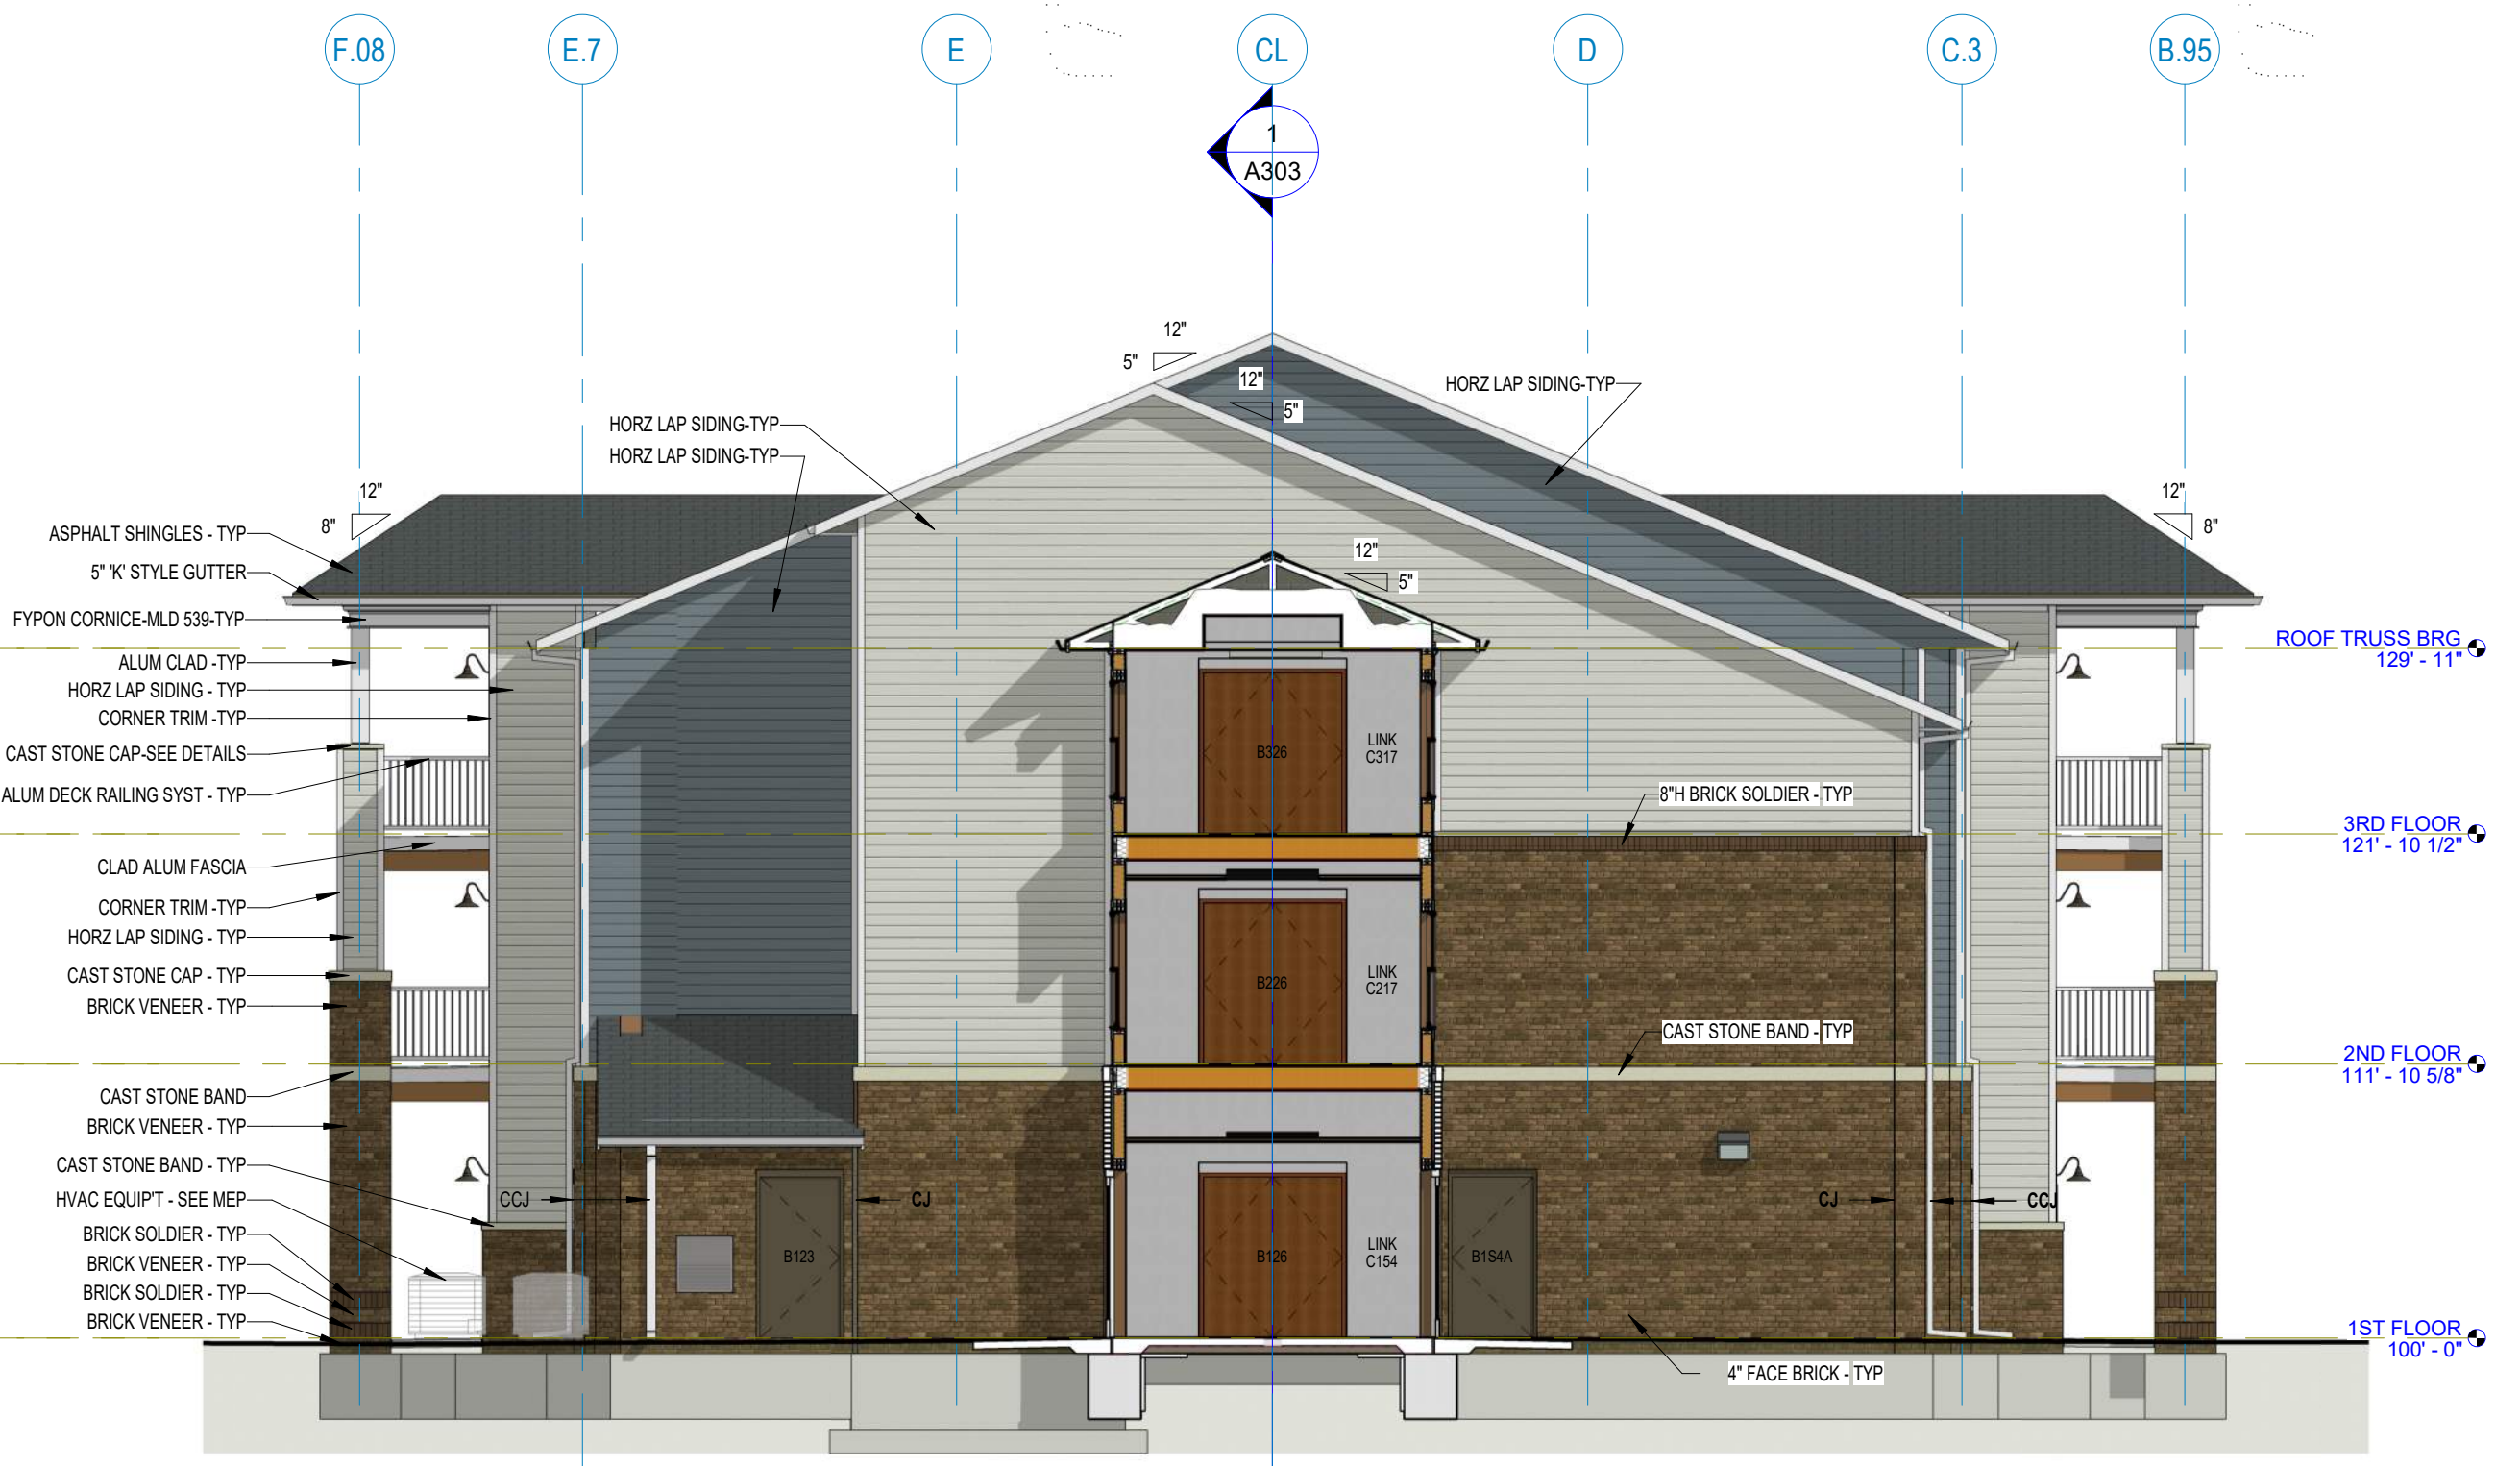 F.08
E.7
E
CL
D
C.3
B.95
1
A303
12"
5"
12"
5"
HORZ LAP SIDING-TYP
HORZ LAP SIDING-TYP
HORZ LAP SIDING-TYP
12"
8"
12"
8"
12"
5"
ASPHALT SHINGLES - TYP
5" 'K' STYLE GUTTER
FYPON CORNICE-MLD 539-TYP
ALUM CLAD -TYP
HORZ LAP SIDING - TYP
CORNER TRIM -TYP
CAST STONE CAP-SEE DETAILS
ALUM DECK RAILING SYST - TYP
CLAD ALUM FASCIA
CORNER TRIM -TYP
HORZ LAP SIDING - TYP
CAST STONE CAP - TYP
BRICK VENEER - TYP
CAST STONE BAND
BRICK VENEER - TYP
CAST STONE BAND - TYP
HVAC EQUIP'T - SEE MEP
BRICK SOLDIER - TYP
BRICK VENEER - TYP
BRICK SOLDIER - TYP
BRICK VENEER - TYP
CCJ
CJ
B123
B326
LINK
C317
B226
LINK
C217
B126
LINK
C154
B1S4A
8"H BRICK SOLDIER - TYP
CAST STONE BAND - TYP
CJ
CCJ
4" FACE BRICK - TYP
ROOF TRUSS BRG
129' - 11"
3RD FLOOR
121' - 10 1/2"
2ND FLOOR
111' - 10 5/8"
1ST FLOOR
100' - 0"